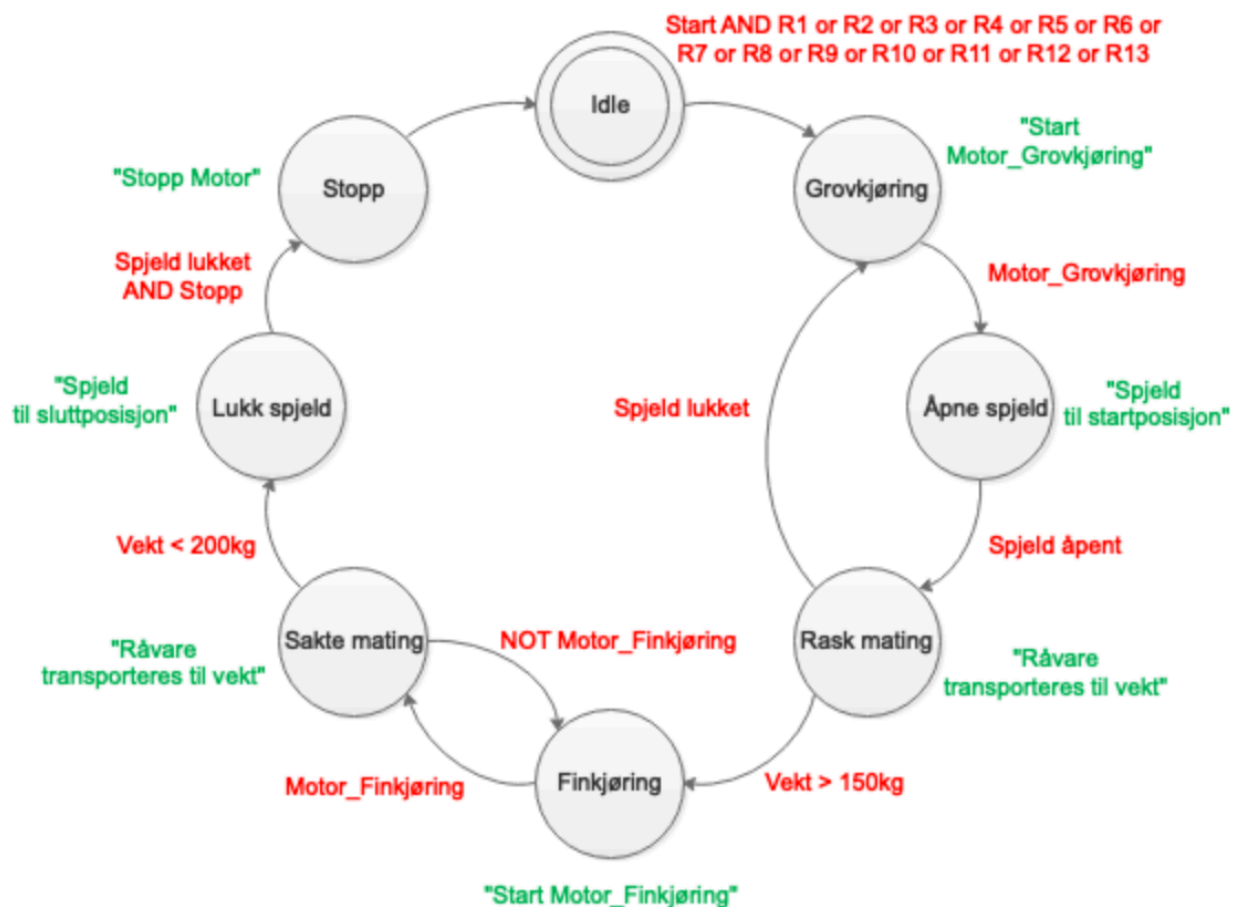 Start AND R1 or R2 or R3 or R4 or R5 or R6 or
R7 or R8 or R9 or R10 or R11 or R12 or R13
Idle
"Start
Motor_Grovkjøring"
"Stopp Motor"
Stopp
Grovkjøring
Spjeld lukket
AND Stopp
Motor_Grovkjøring
"Spjeld
til sluttposisjon"
Lukk spjeld
Spjeld lukket
Åpne spjeld
"Spjeld
til startposisjon"
Vekt < 200kg
Spjeld åpent
"Råvare
transporteres til vekt"
Sakte mating
NOT Motor_Finkjøring
Rask mating
"Råvare
transporteres til vekt"
Motor_Finkjøring
Finkjøring
Vekt > 150kg
"Start Motor_Finkjøring"